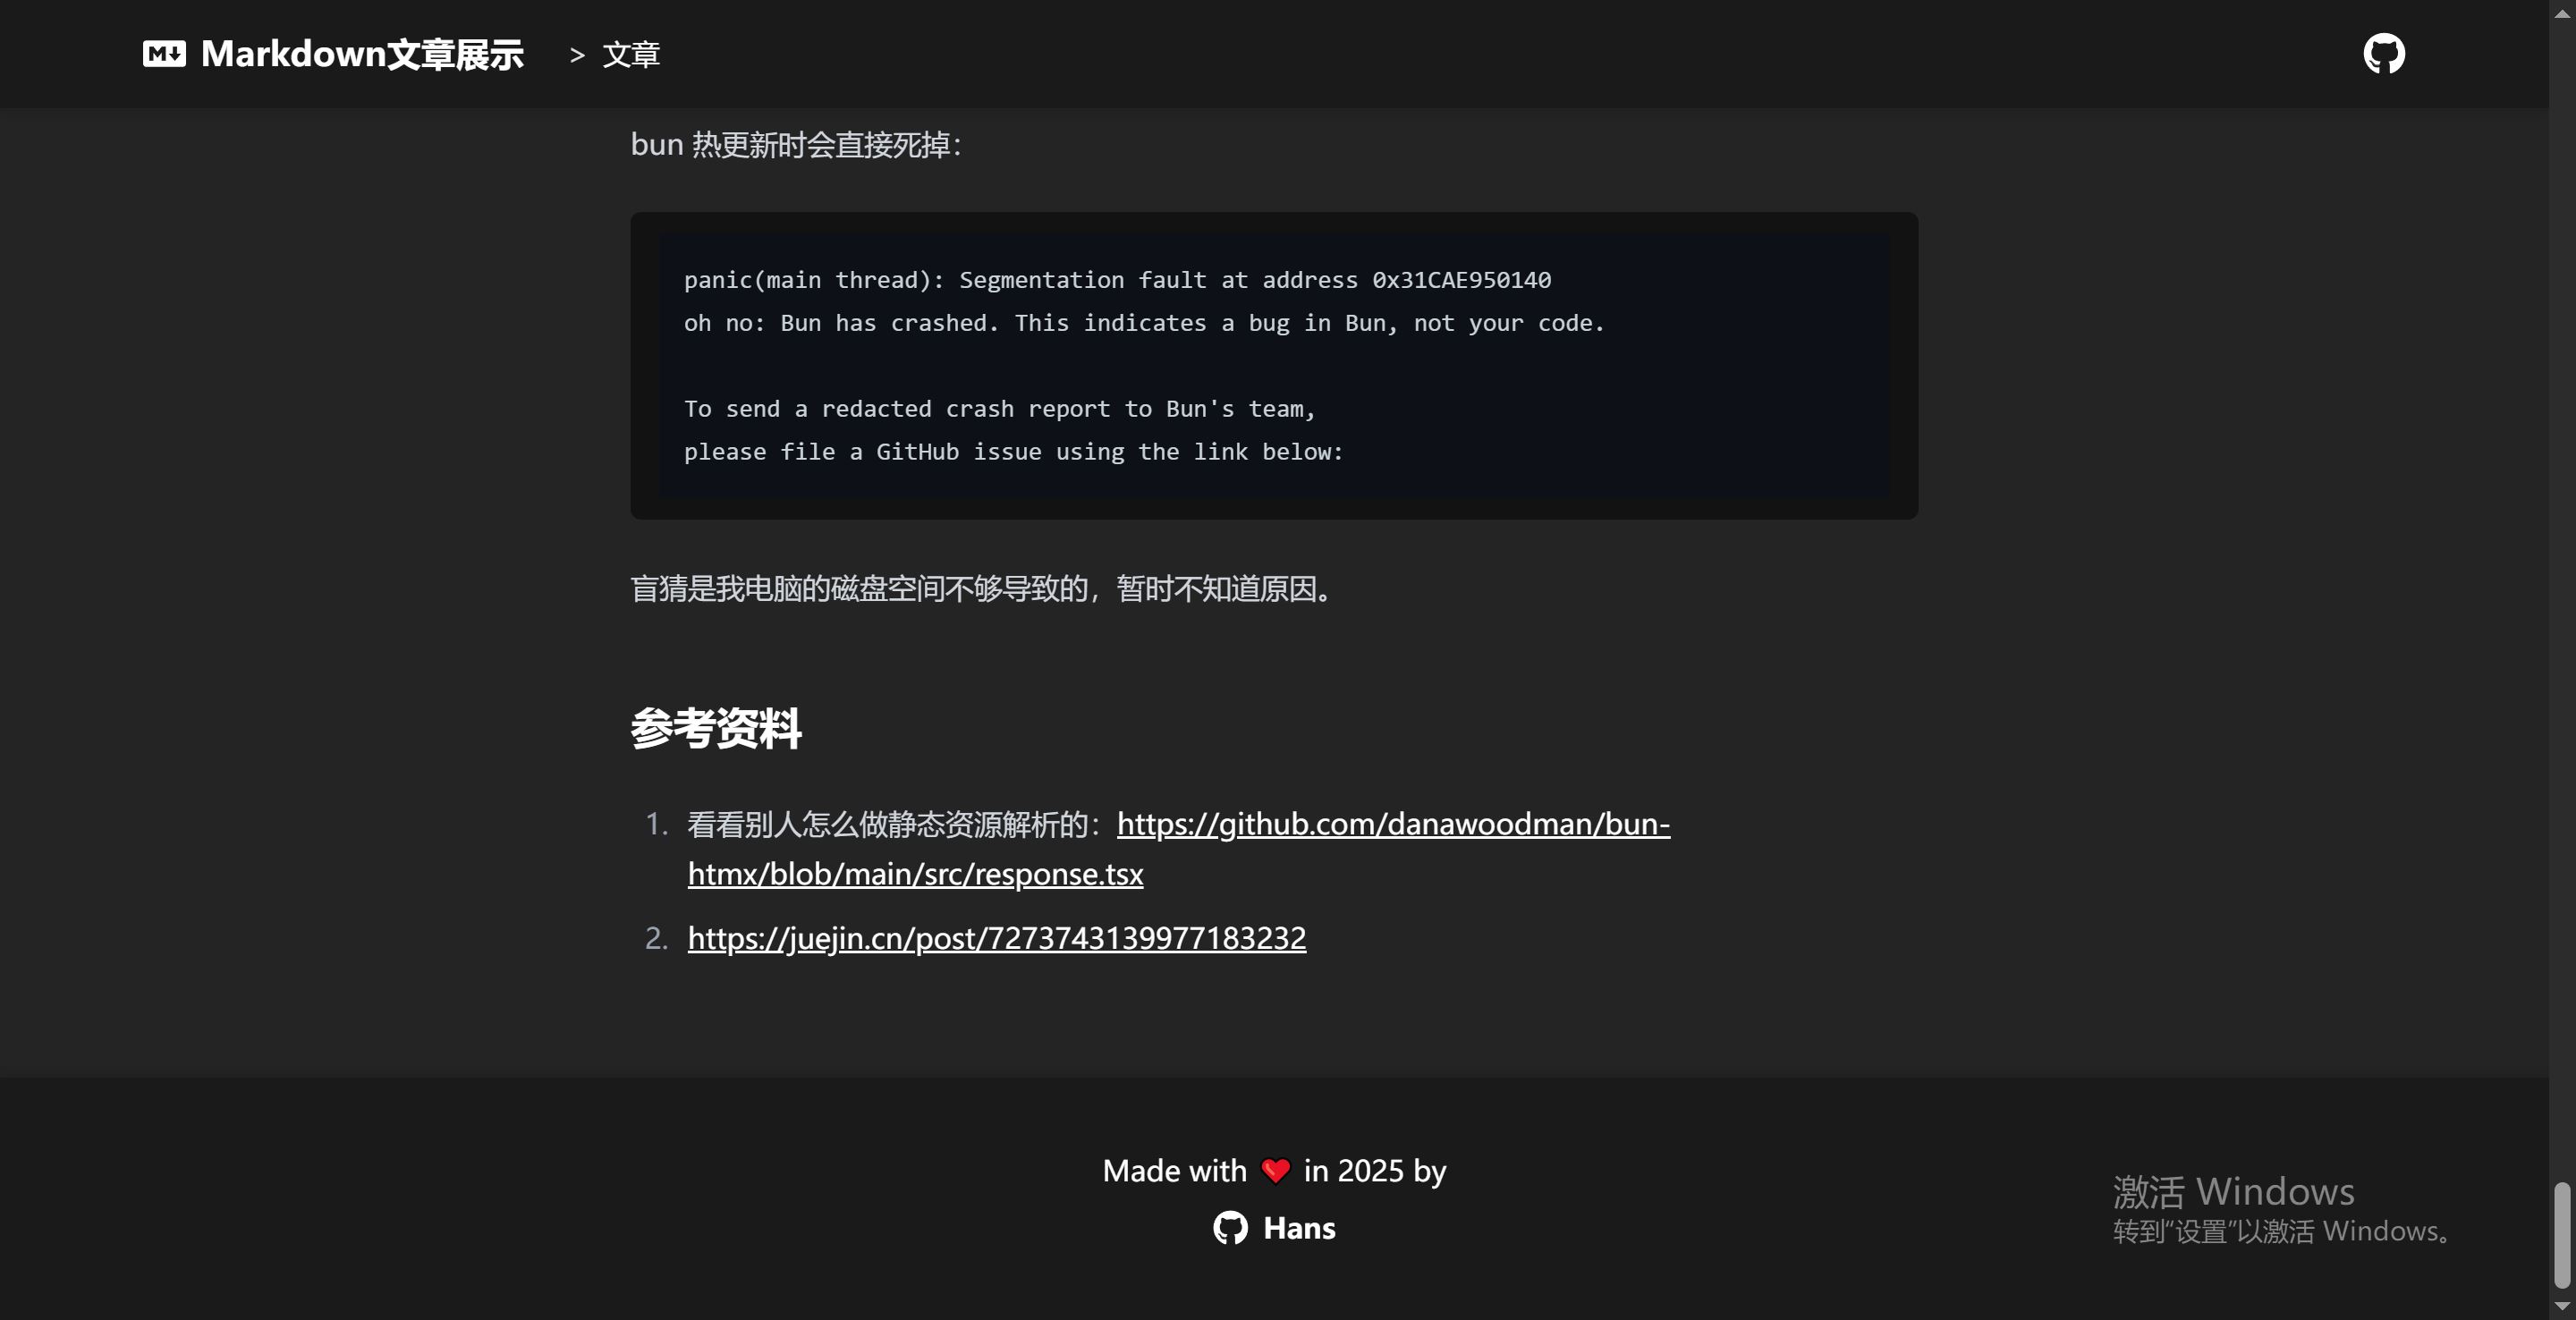 Markdown文章展示 > 文章
bun 热更新时会直接死掉：
panic(main thread): Segmentation fault at address 0x31CAE950140
oh no: Bun has crashed. This indicates a bug in Bun, not your code.
To send a redacted crash report to Bun's team,
please file a GitHub issue using the link below:
盲猜是我电脑的磁盘空间不够导致的，暂时不知道原因。
参考资料
1. 看看别人怎么做静态资源解析的：https://github.com/danawoodman/bun-
htmx/blob/main/src/response.tsx
2. https://juejin.cn/post/7273743139977183232
Made with ❤️ in 2025 by
Hans
激活 Windows
转到“设置”以激活 Windows。